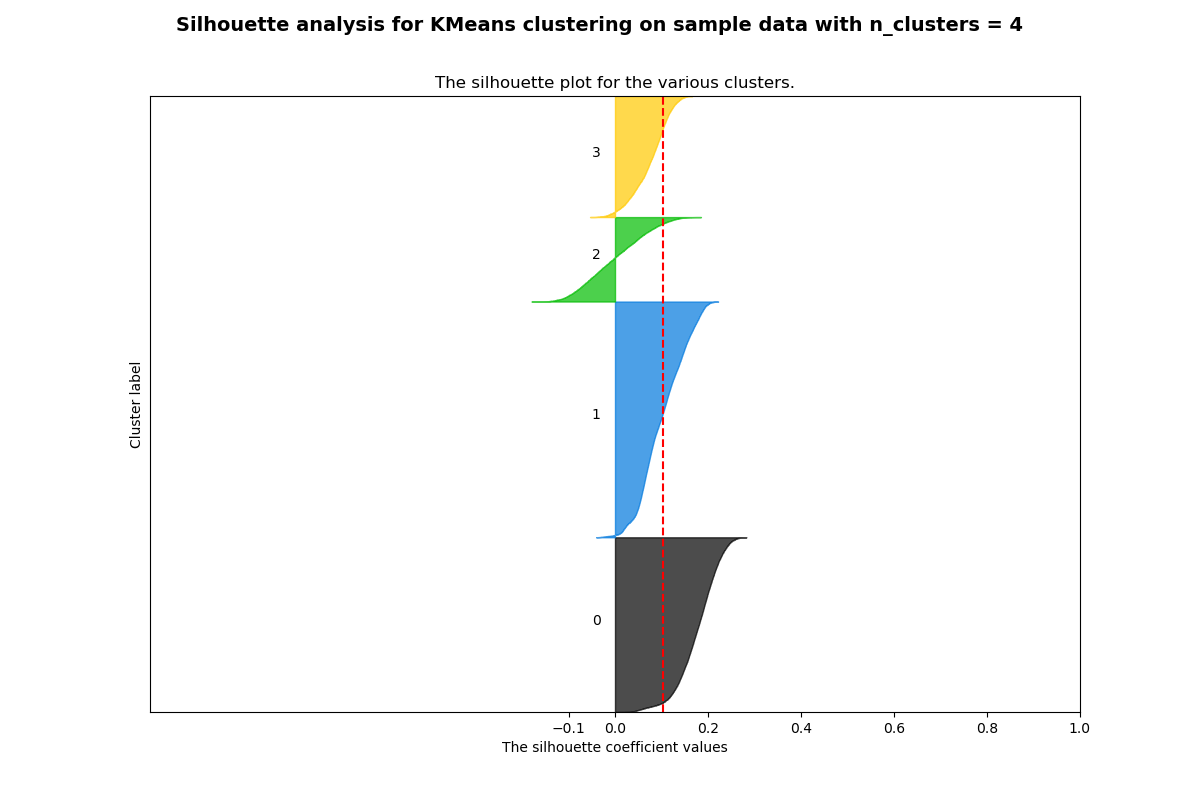 Silhouette analysis for KMeans clustering on sample data with n_clusters = 4
The silhouette plot for the various clusters.
3
2
1
0
Cluster label
−0.1 0.0 0.2 0.4 0.6 0.8 1.0
The silhouette coefficient values